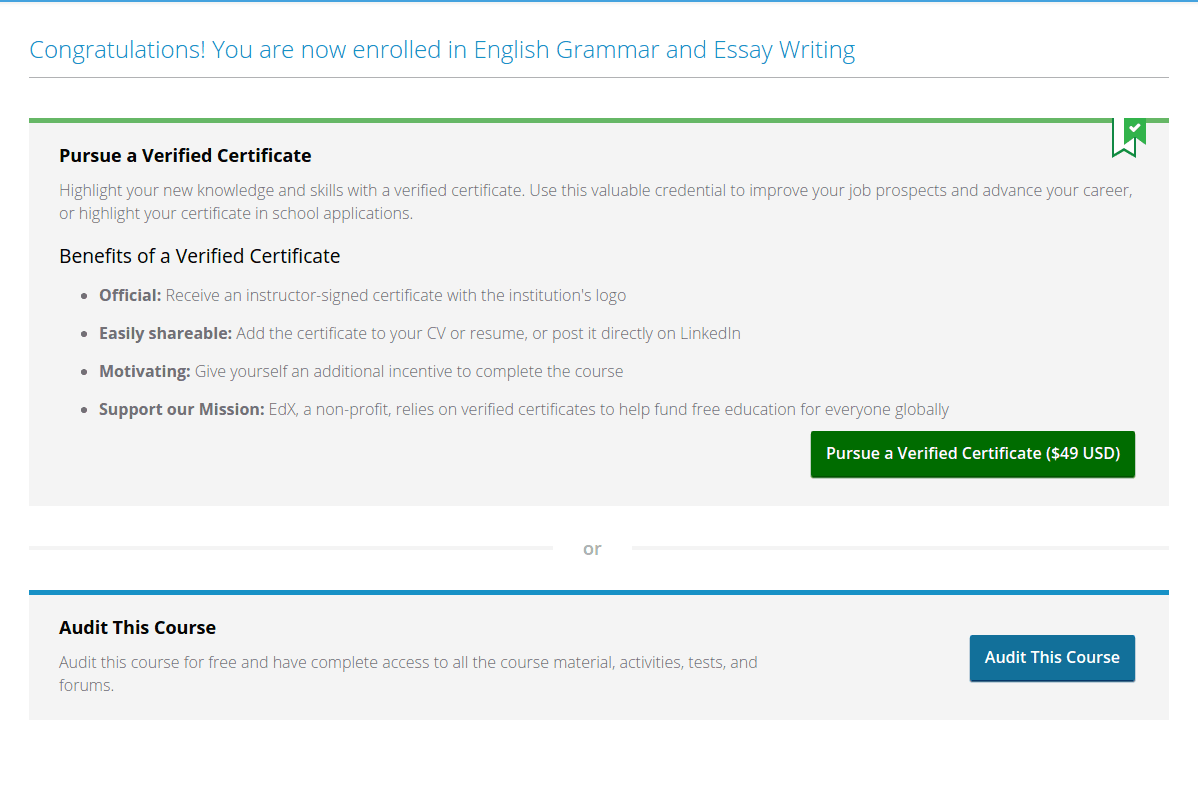 Congratulations! You are now enrolled in English Grammar and Essay Writing
Pursue a Verified Certificate
Highlight your new knowledge and skills with a verified certificate. Use this valuable credential to improve your job prospects and advance your career,
or highlight your certificate in school applications.
Benefits of a Verified Certificate
Official: Receive an instructor-signed certificate with the institution's logo
Easily shareable: Add the certificate to your CV or resume, or post it directly on LinkedIn
Motivating: Give yourself an additional incentive to complete the course
Support our Mission: EdX, a non-profit, relies on verified certificates to help fund free education for everyone globally
Pursue a Verified Certificate ($49 USD)
or
Audit This Course
Audit this course for free and have complete access to all the course material, activities, tests, and
forums.
Audit This Course